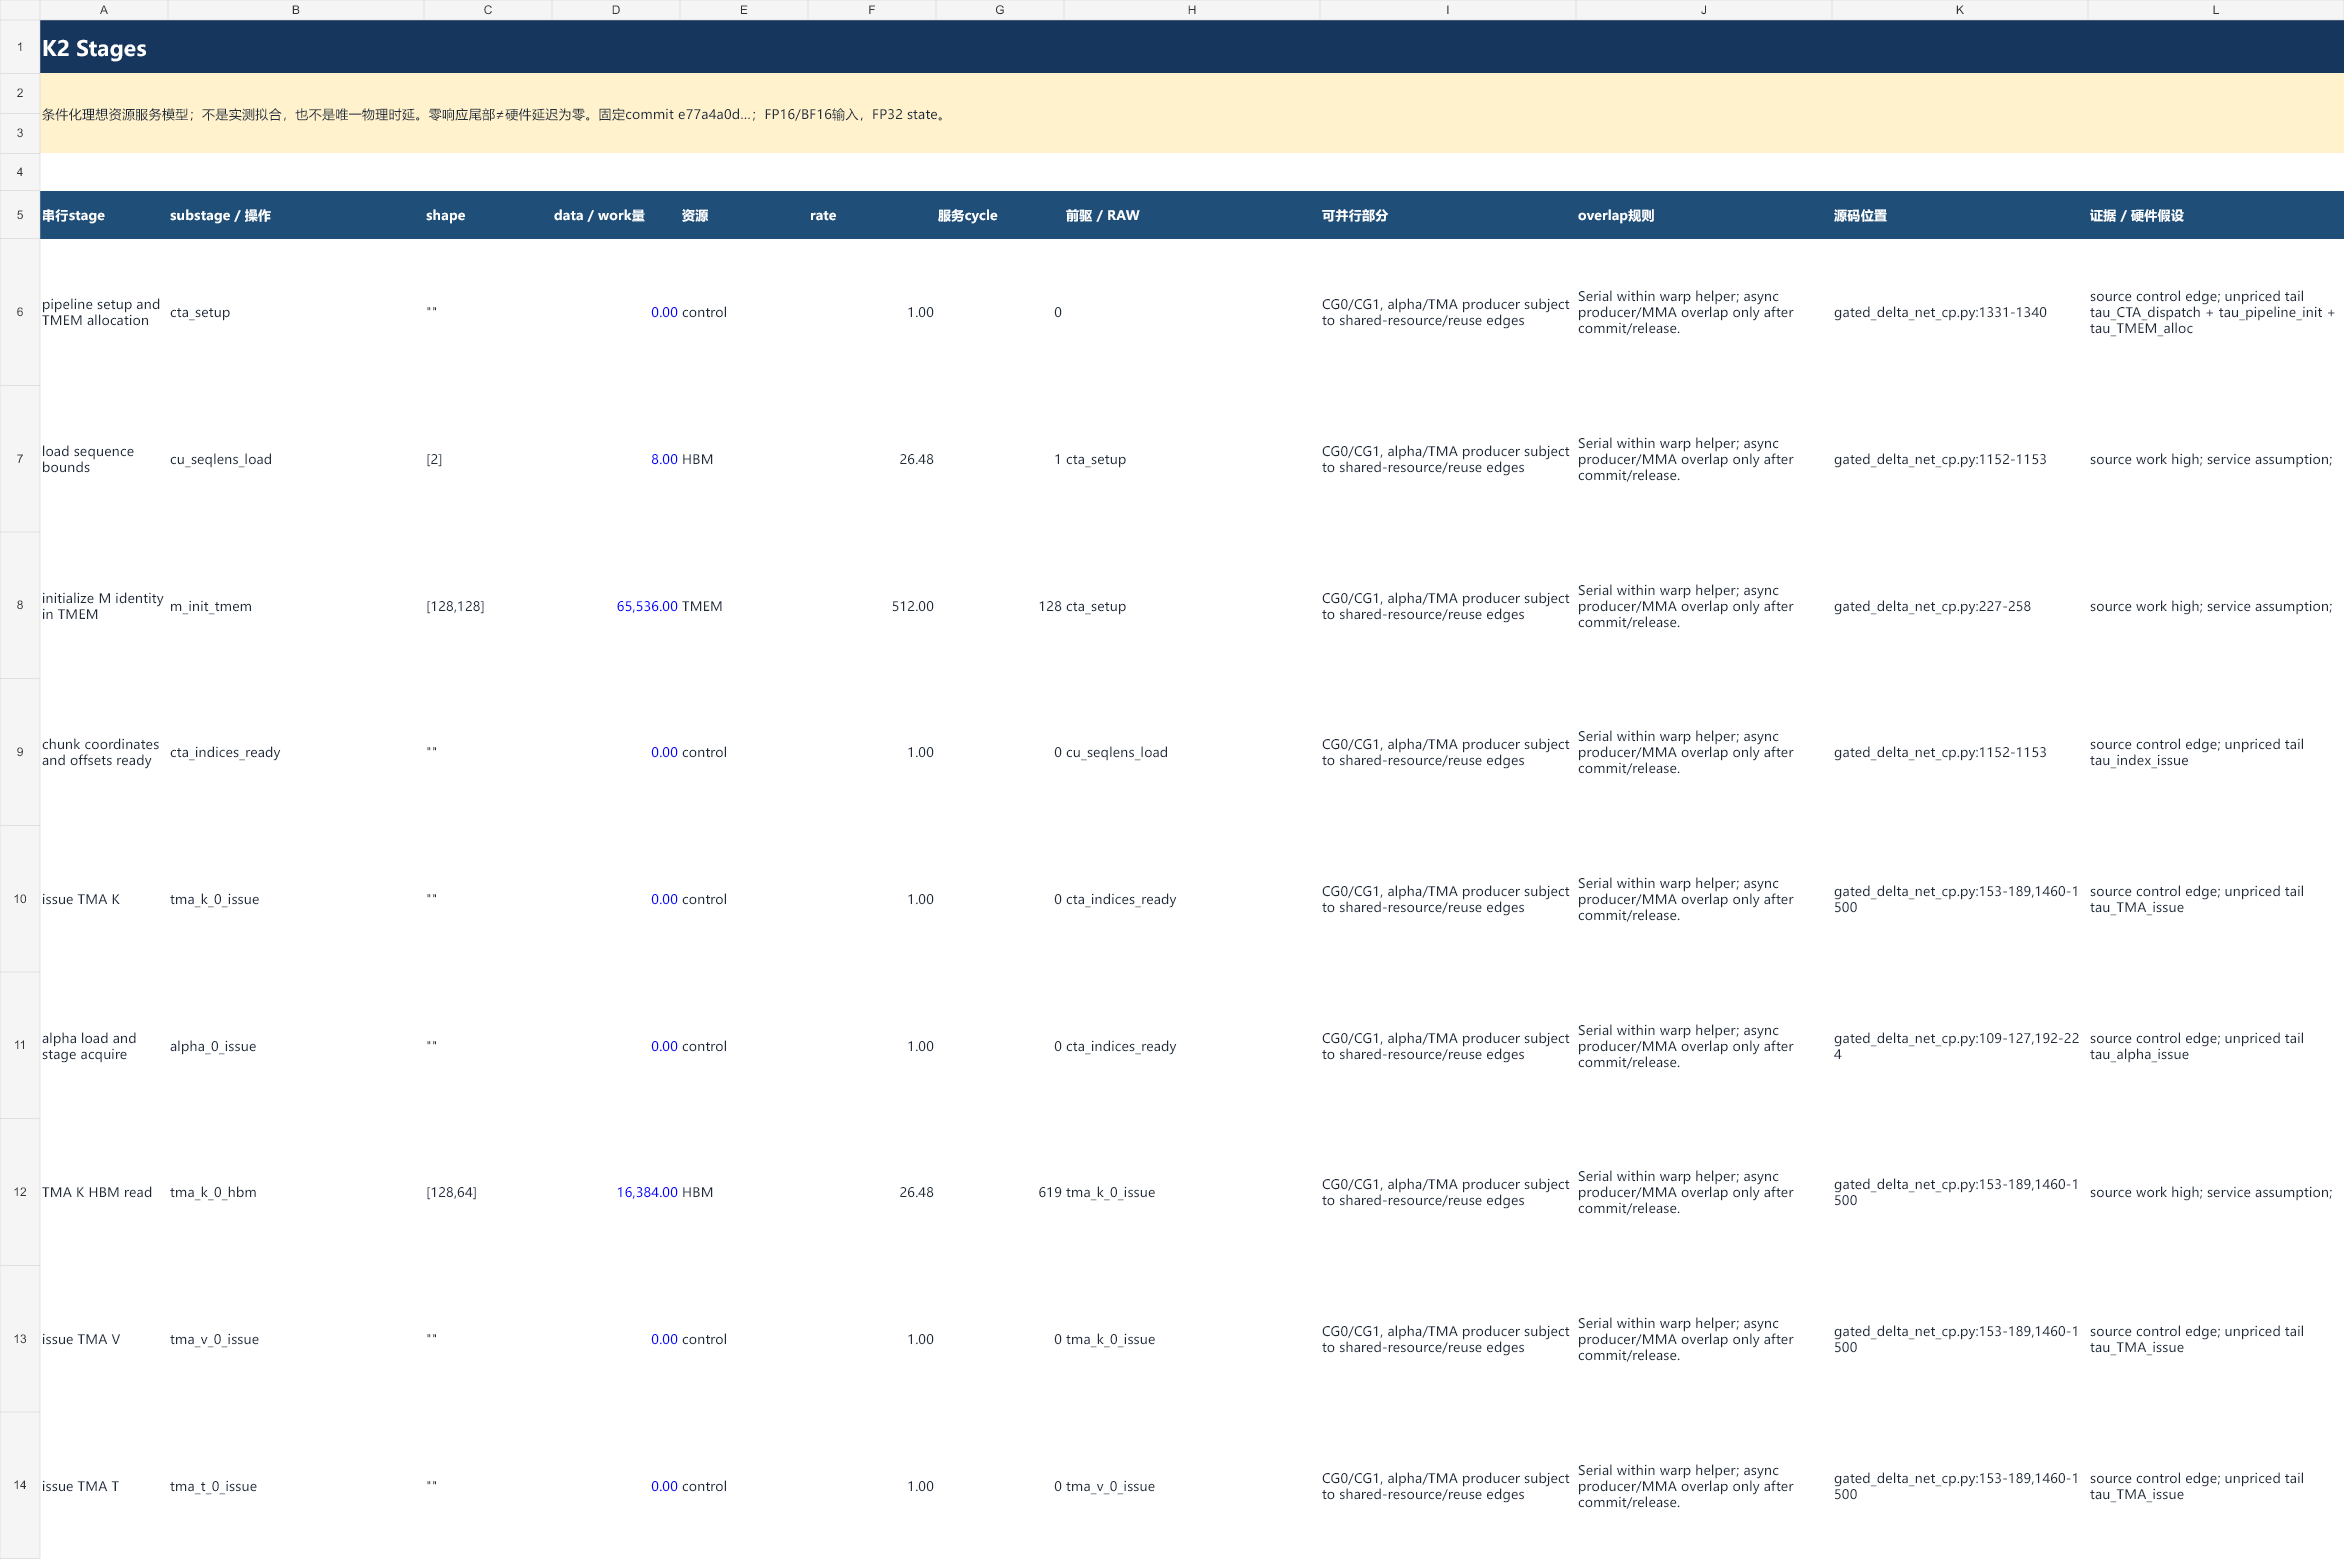 A B C D E F G H I J K L
1 K2 Stages
2
条件化理想资源服务模型；不是实测拟合，也不是唯一物理时延。零响应尾部≠硬件延迟为零。固定commit e77a4a0d...；FP16/BF16输入，FP32 state。
3
4
5 串行stage substage / 操作 shape data / work量 资源 rate 服务cycle 前驱 / RAW 可并行部分 overlap规则 源码位置 证据 / 硬件假设
6 pipeline setup and TMEM allocation cta_setup "" 0.00 control 1.00 0 CG0/CG1, alpha/TMA producer subject to shared-resource/reuse edges Serial within warp helper; async producer/MMA overlap only after commit/release. gated_delta_net_cp.py:1331-1340 source control edge; unpriced tail tau_CTA_dispatch + tau_pipeline_init + tau_TMEM_alloc
7 load sequence bounds cu_seqlens_load [2] 8.00 HBM 26.48 1 cta_setup CG0/CG1, alpha/TMA producer subject to shared-resource/reuse edges Serial within warp helper; async producer/MMA overlap only after commit/release. gated_delta_net_cp.py:1152-1153 source work high; service assumption;
8 initialize M identity in TMEM m_init_tmem [128,128] 65,536.00 TMEM 512.00 128 cta_setup CG0/CG1, alpha/TMA producer subject to shared-resource/reuse edges Serial within warp helper; async producer/MMA overlap only after commit/release. gated_delta_net_cp.py:227-258 source work high; service assumption;
9 chunk coordinates and offsets ready cta_indices_ready "" 0.00 control 1.00 0 cu_seqlens_load CG0/CG1, alpha/TMA producer subject to shared-resource/reuse edges Serial within warp helper; async producer/MMA overlap only after commit/release. gated_delta_net_cp.py:1152-1153 source control edge; unpriced tail tau_index_issue
10 issue TMA K tma_k_0_issue "" 0.00 control 1.00 0 cta_indices_ready CG0/CG1, alpha/TMA producer subject to shared-resource/reuse edges Serial within warp helper; async producer/MMA overlap only after commit/release. gated_delta_net_cp.py:153-189,1460-1500 source control edge; unpriced tail tau_TMA_issue
11 alpha load and stage acquire alpha_0_issue "" 0.00 control 1.00 0 cta_indices_ready CG0/CG1, alpha/TMA producer subject to shared-resource/reuse edges Serial within warp helper; async producer/MMA overlap only after commit/release. gated_delta_net_cp.py:109-127,192-224 source control edge; unpriced tail tau_alpha_issue
12 TMA K HBM read tma_k_0_hbm [128,64] 16,384.00 HBM 26.48 619 tma_k_0_issue CG0/CG1, alpha/TMA producer subject to shared-resource/reuse edges Serial within warp helper; async producer/MMA overlap only after commit/release. gated_delta_net_cp.py:153-189,1460-1500 source work high; service assumption;
13 issue TMA V tma_v_0_issue "" 0.00 control 1.00 0 tma_k_0_issue CG0/CG1, alpha/TMA producer subject to shared-resource/reuse edges Serial within warp helper; async producer/MMA overlap only after commit/release. gated_delta_net_cp.py:153-189,1460-1500 source control edge; unpriced tail tau_TMA_issue
14 issue TMA T tma_t_0_issue "" 0.00 control 1.00 0 tma_v_0_issue CG0/CG1, alpha/TMA producer subject to shared-resource/reuse edges Serial within warp helper; async producer/MMA overlap only after commit/release. gated_delta_net_cp.py:153-189,1460-1500 source control edge; unpriced tail tau_TMA_issue